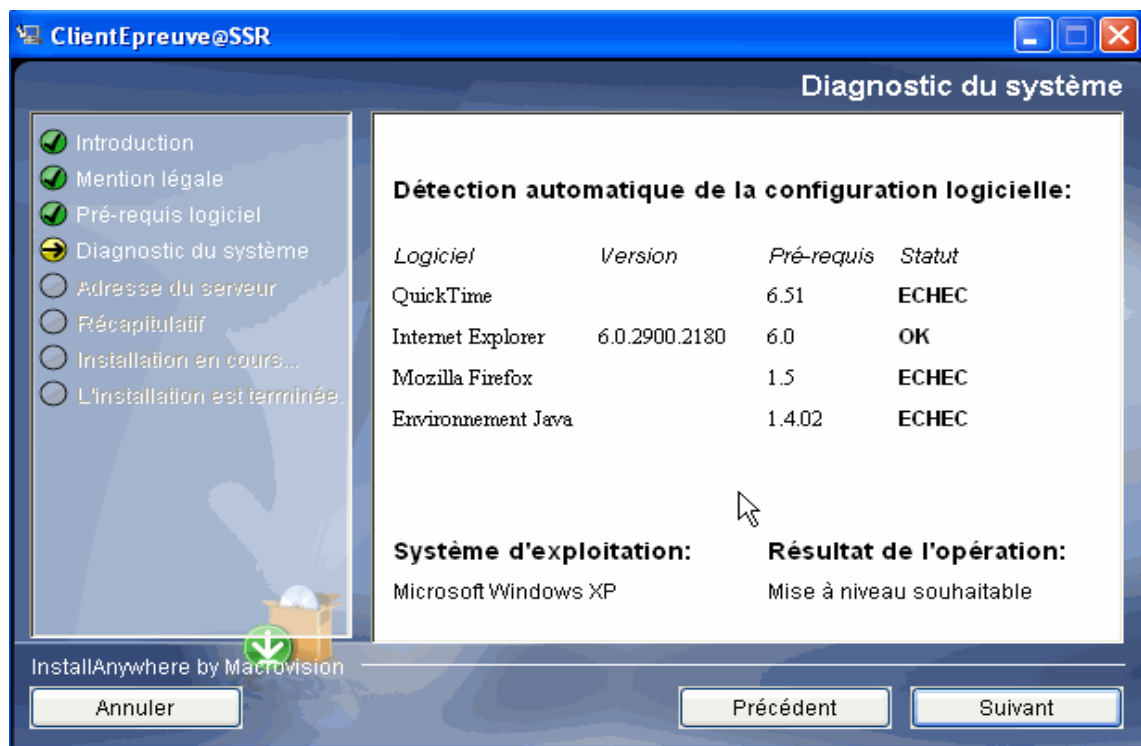 ClientEpreuve@SSR
Diagnostic du système
Introduction
Mention légale
Pré-requis logiciel
Diagnostic du système
Adresse du serveur
Récapitulatif
Installation en cours...
L'installation est terminée.
Détection automatique de la configuration logicielle:
Logiciel Version Pré-requis Statut
QuickTime 6.51 ECHEC
Internet Explorer 6.0.2900.2180 6.0 OK
Mozilla Firefox 1.5 ECHEC
Environnement Java 1.4.02 ECHEC
Système d'exploitation: Résultat de l'opération:
Microsoft Windows XP Mise à niveau souhaitable
InstallAnywhere by Macrovision
Annuler Précédent Suivant